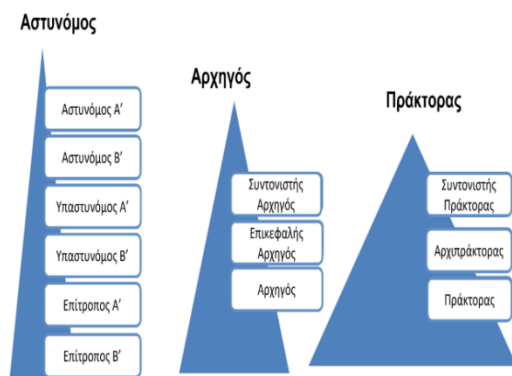 Αστυνόμος
Αστυνόμος Α’
Αστυνόμος Β’
Υπαστυνόμος Α’
Υπαστυνόμος Β’
Επίτροπος Α’
Επίτροπος Β’
Αρχηγός
Συντονιστής
Αρχηγός
Επικεφαλής
Αρχηγός
Αρχηγός
Πράκτορας
Συντονιστής
Πράκτορας
Αρχιπράκτορας
Πράκτορας